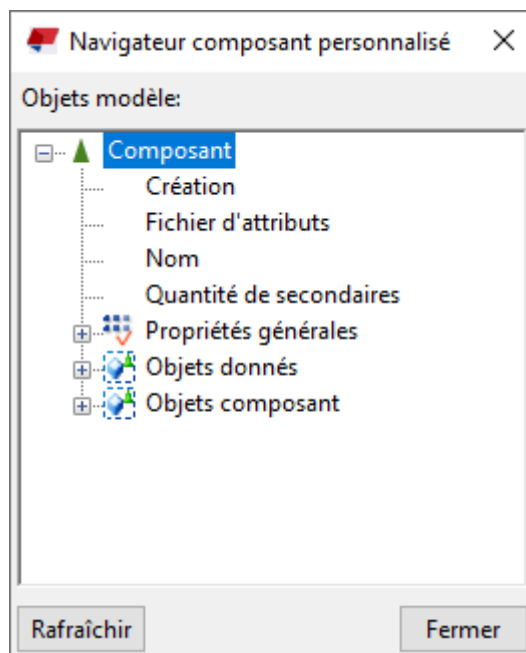 Navigateur composant personnalisé
Objets modèle:
Composant
Création
Fichier d'attributs
Nom
Quantité de secondaires
Propriétés générales
Objets donnés
Objets composant
Rafraîchir
Fermer